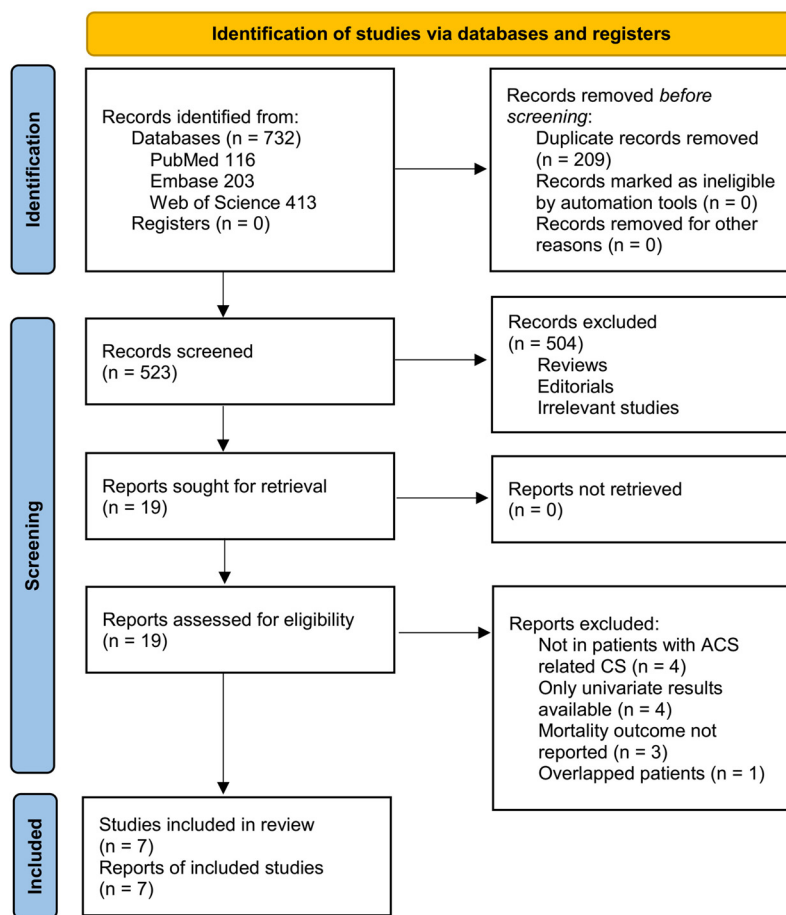 Identification of studies via databases and registers
Identification
Records identified from:
Databases (n = 732)
PubMed 116
Embase 203
Web of Science 413
Registers (n = 0)
Records removed before
screening:
Duplicate records removed
(n = 209)
Records marked as ineligible
by automation tools (n = 0)
Records removed for other
reasons (n = 0)
Screening
Records screened
(n = 523)
Records excluded
(n = 504)
Reviews
Editorials
Irrelevant studies
Reports sought for retrieval
(n = 19)
Reports not retrieved
(n = 0)
Reports assessed for eligibility
(n = 19)
Reports excluded:
Not in patients with ACS
related CS (n = 4)
Only univariate results
available (n = 4)
Mortality outcome not
reported (n = 3)
Overlapped patients (n = 1)
Included
Studies included in review
(n = 7)
Reports of included studies
(n = 7)